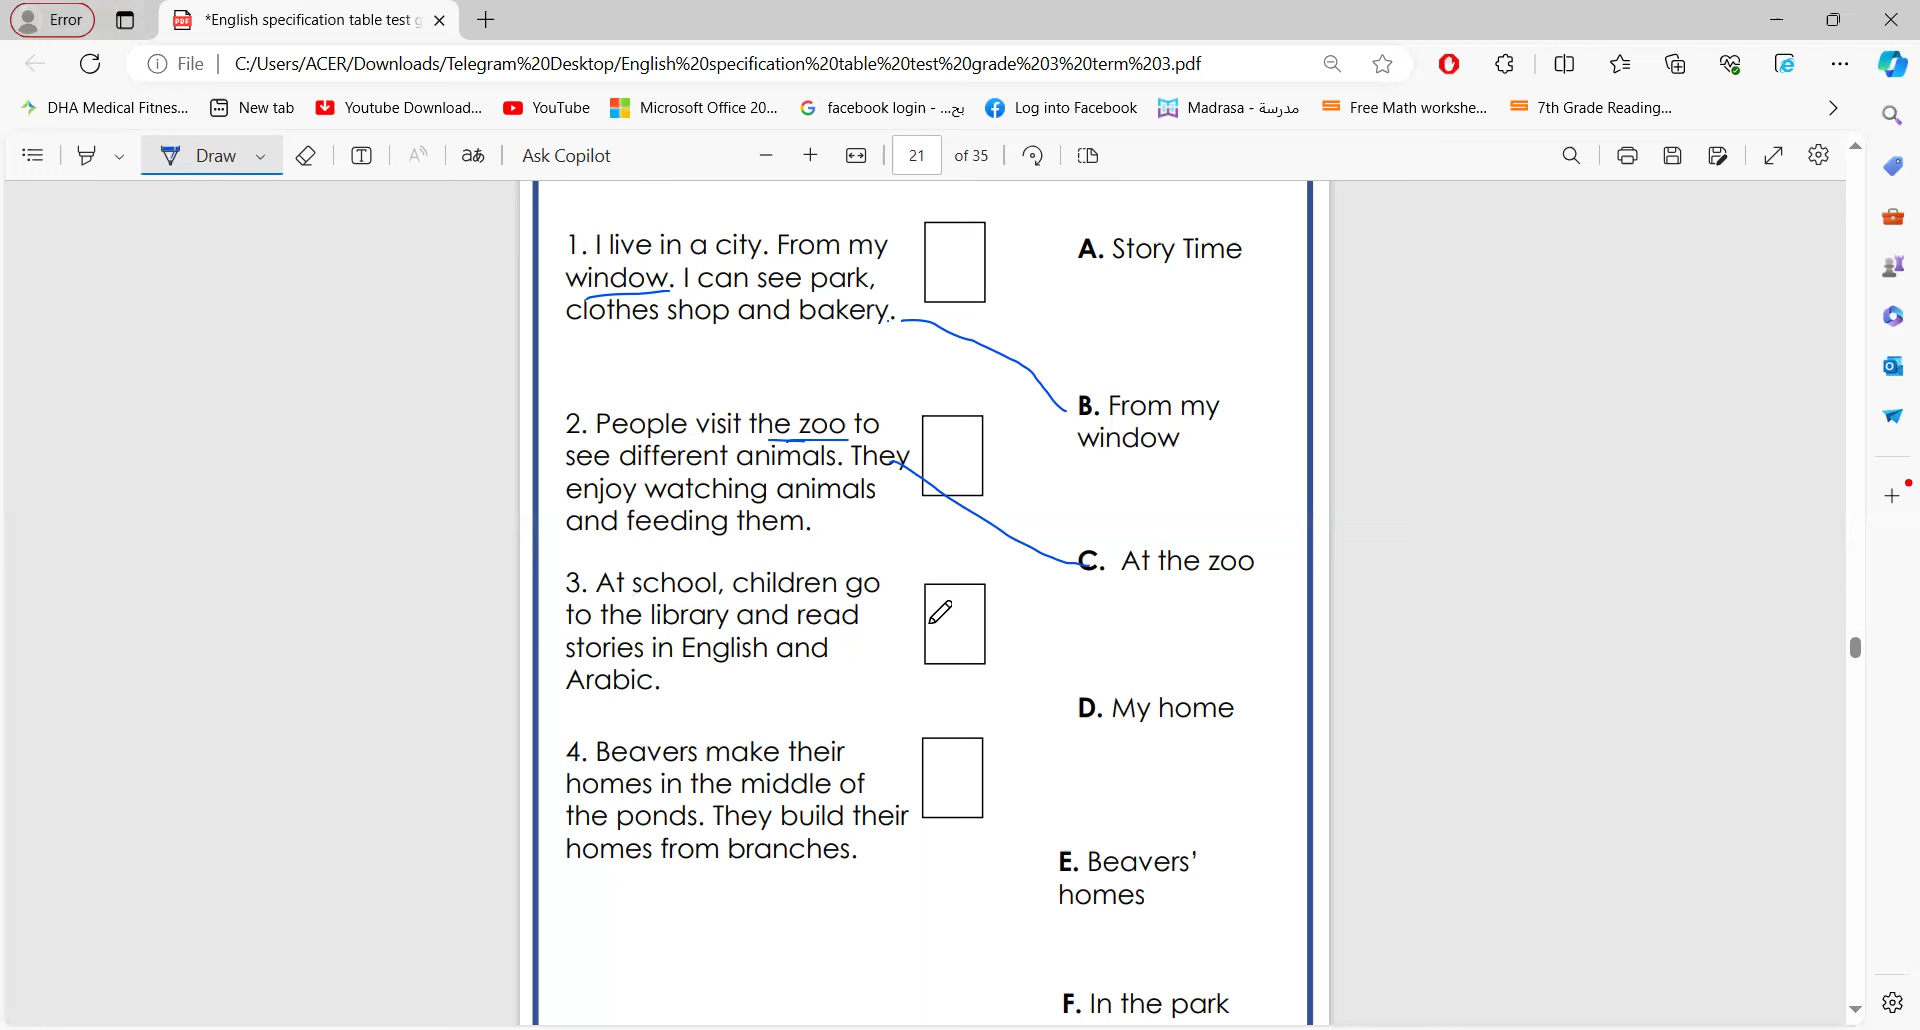 Error
*English specification table test g
File
C:/Users/ACER/Downloads/Telegram%20Desktop/English%20specification%20table%20test%20grade%203%20term%203.pdf
DHA Medical Fitnes...
New tab
Youtube Download...
YouTube
Microsoft Office 20...
facebook login - ...بح
Log into Facebook
Madrasa - مدرسة
Free Math workshe...
7th Grade Reading...
Draw
aあ
Ask Copilot
21 of 35
1. I live in a city. From my
window. I can see park,
clothes shop and bakery.
A. Story Time
B. From my
window
2. People visit the zoo to
see different animals. They
enjoy watching animals
and feeding them.
C. At the zoo
3. At school, children go
to the library and read
stories in English and
Arabic.
D. My home
4. Beavers make their
homes in the middle of
the ponds. They build their
homes from branches.
E. Beavers’
homes
F. In the park